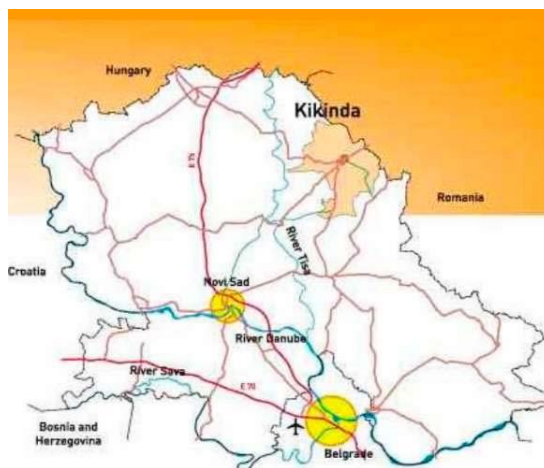 Hungary
Kikinda
E 75
Romania
River Tisa
Croatia
Novi Sad
River Danube
River Sava
E 70
Bosnia and
Herzegovina
Belgrade